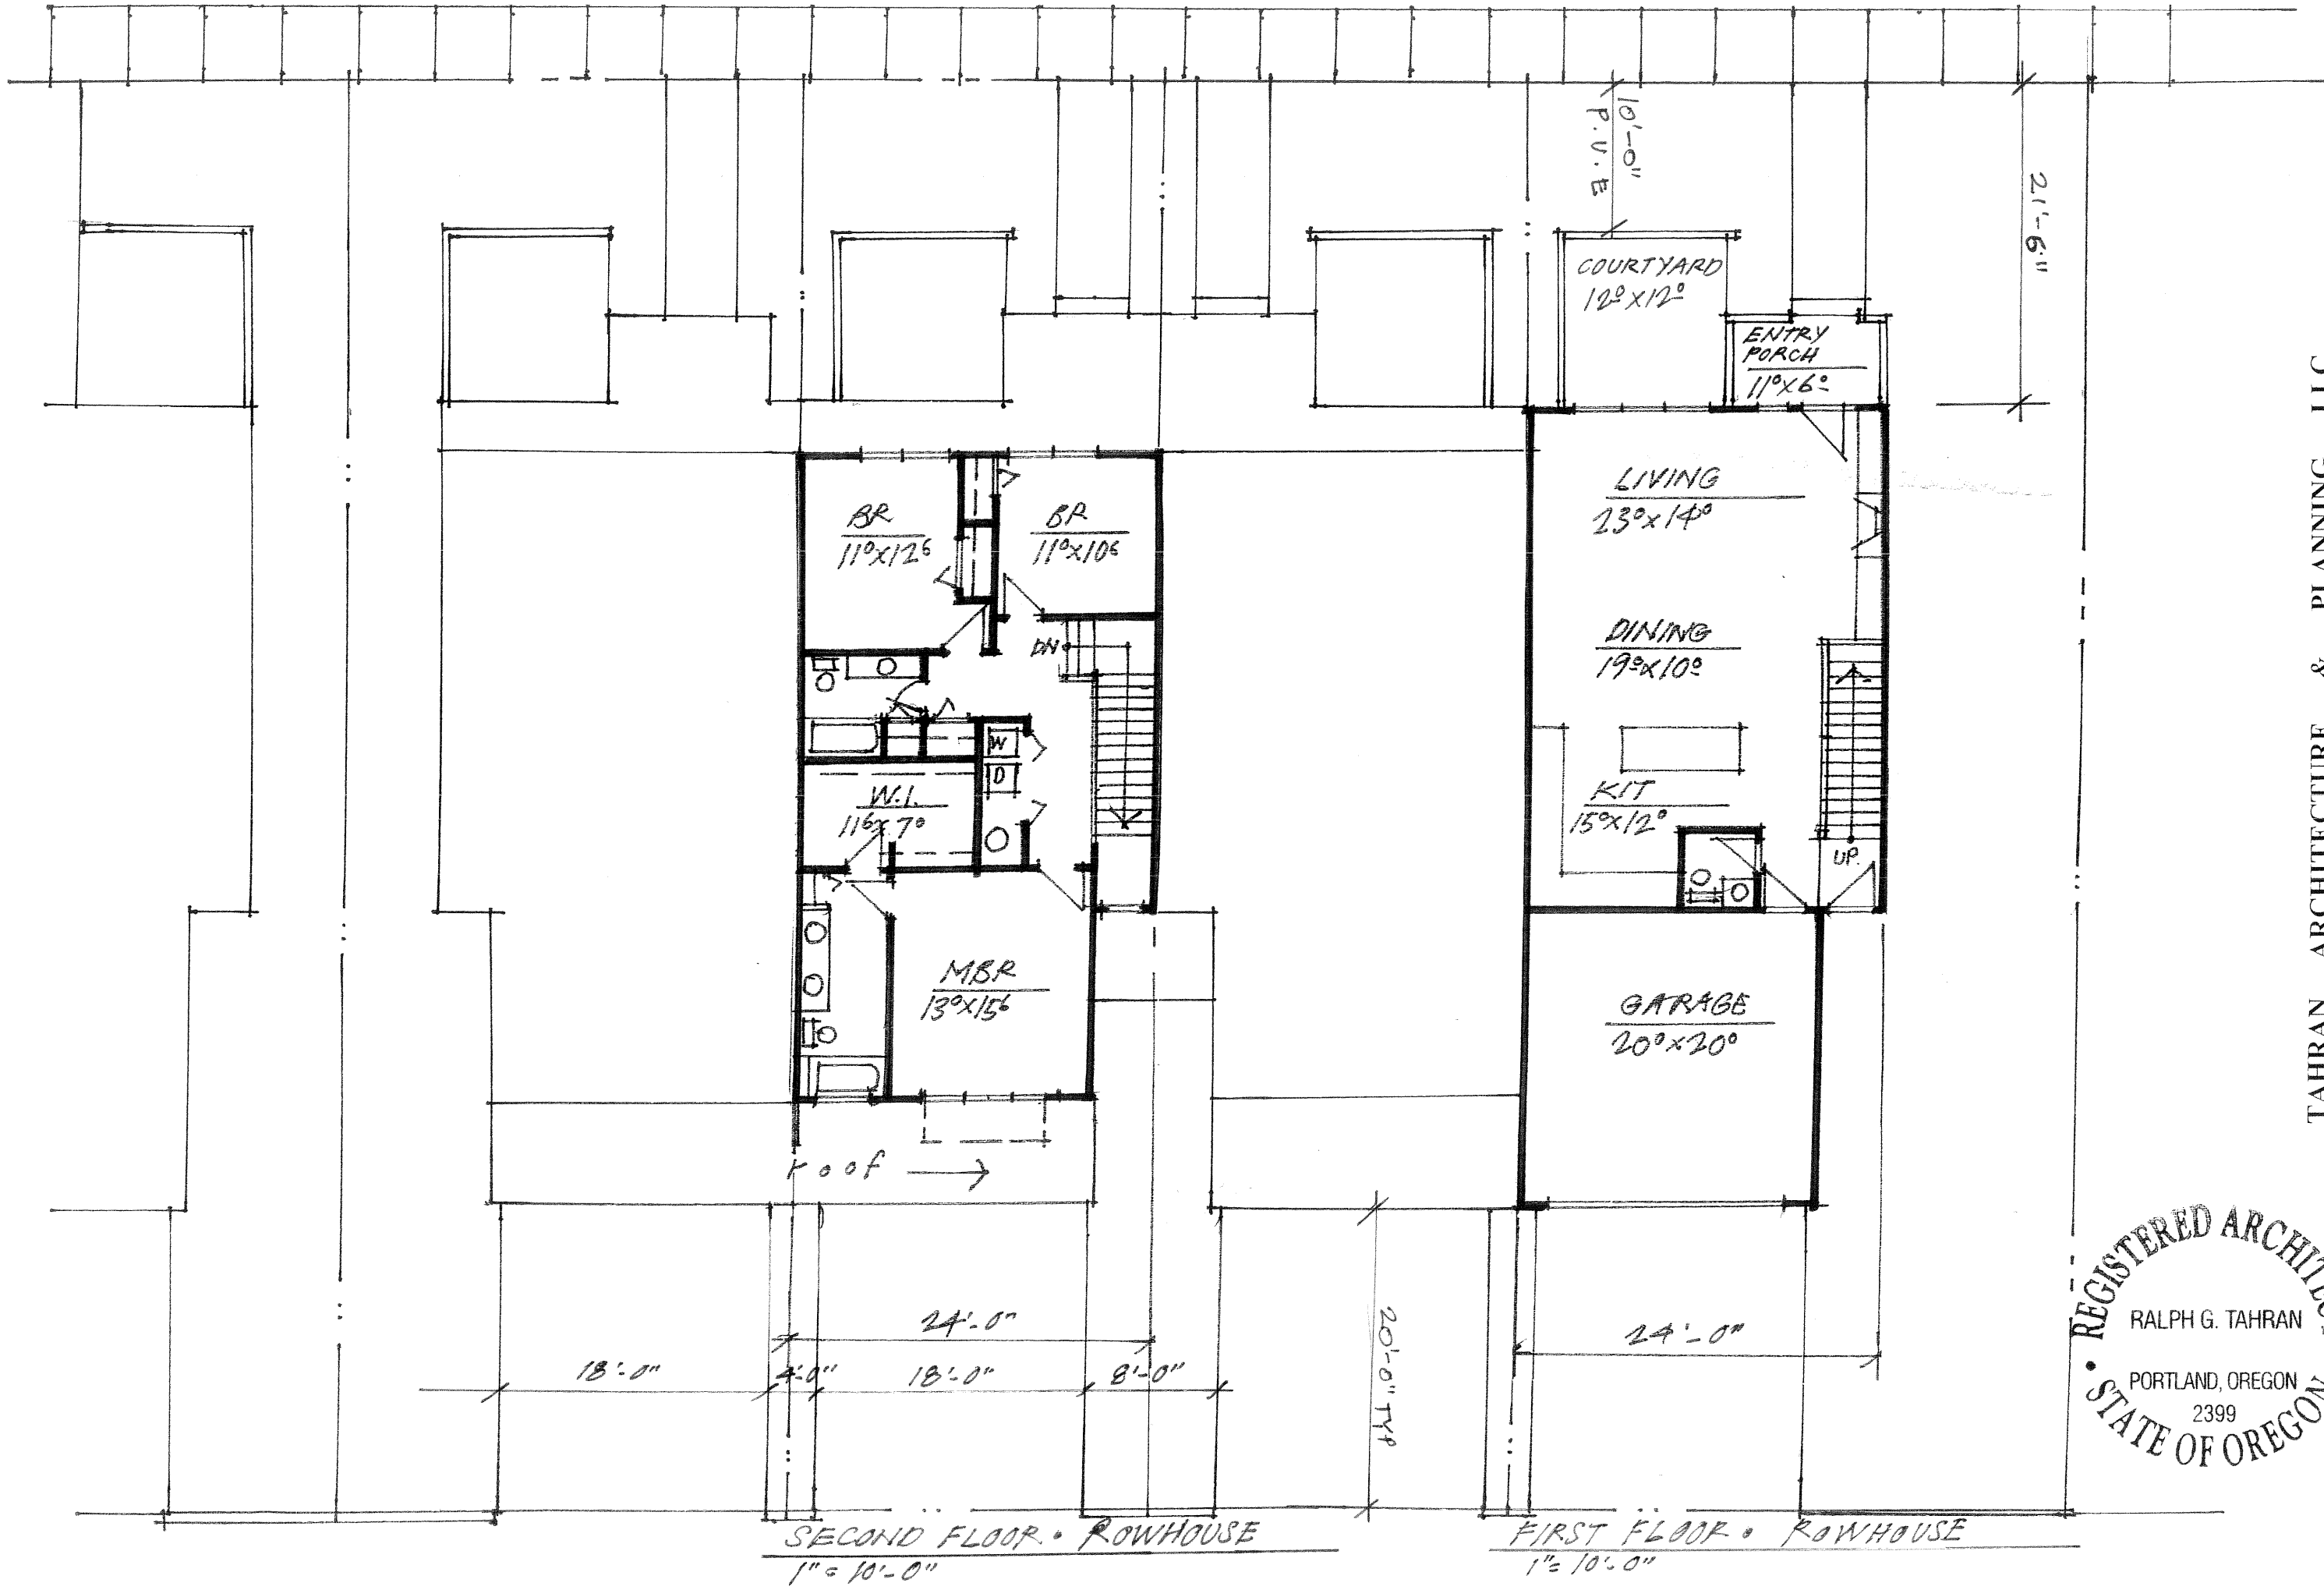 10'-0"
P.U.E
21'-6"
COURTYARD
12⁰X12⁰
ENTRY
PORCH
11⁰X6⁰
LIVING
23⁰X14⁰
DINING
19⁰X10⁰
KIT
15⁰X12⁰
UP.
GARAGE
20⁰X20⁰
BR
11⁰X12⁶
BR
11⁰X10⁶
DN
W
D
W.I.
11⁶X7⁰
MBR
13⁰X15⁶
roof
24'-0"
18'-0"
4'-0"
18'-0"
8'-0"
20'-0" TYP
24'-0"
SECOND FLOOR • ROWHOUSE
1" = 10'-0"
FIRST FLOOR • ROWHOUSE
1" = 10'-0"
TAHRAN ARCHITECTURE & PLANNING LLC
REGISTERED ARCHITECT
RALPH G. TAHRAN
PORTLAND, OREGON
2399
STATE OF OREGON